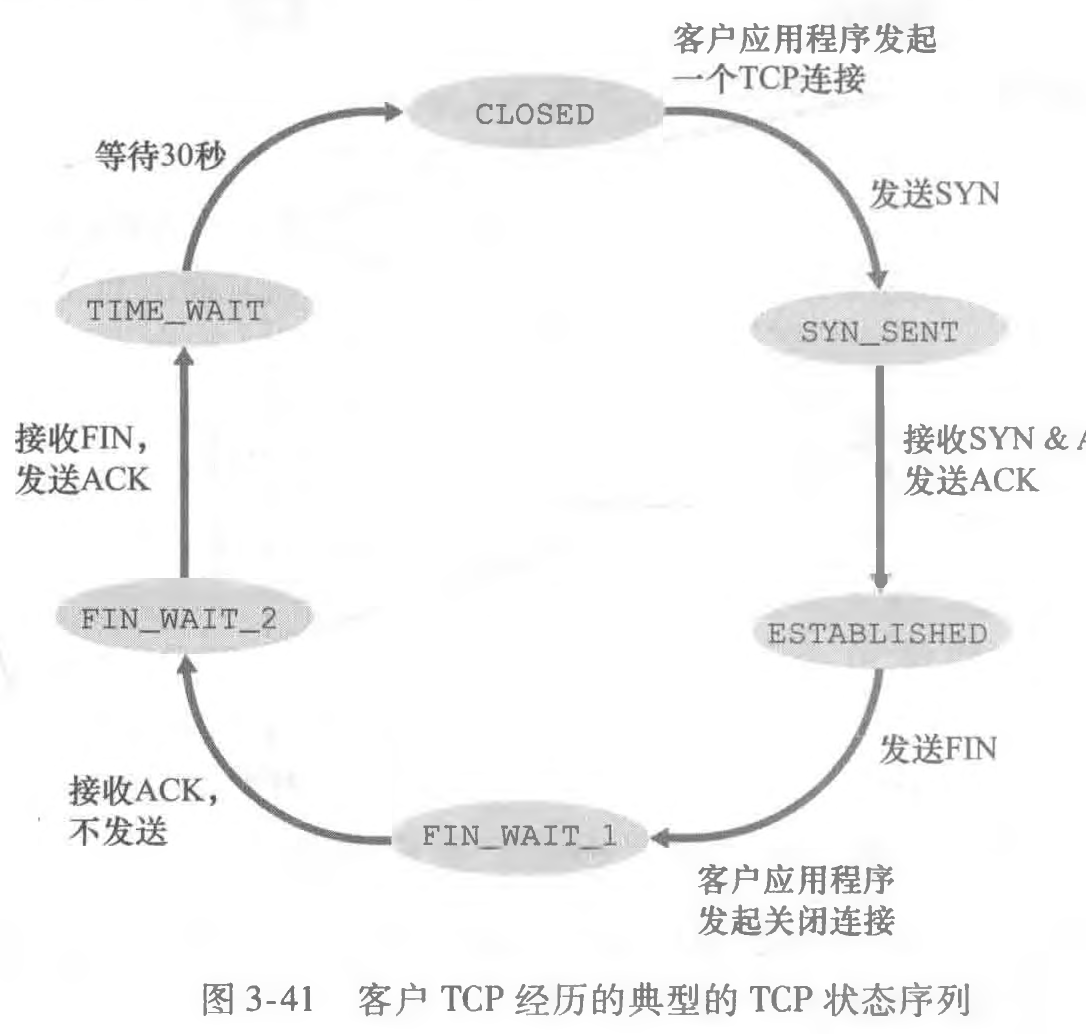 客户应用程序发起
一个TCP连接
CLOSED
等待30秒
发送SYN
TIME_WAIT
SYN_SENT
接收FIN，
发送ACK
接收SYN &
发送ACK
FIN_WAIT_2
ESTABLISHED
发送FIN
接收ACK，
不发送
FIN_WAIT_1
客户应用程序
发起关闭连接
图 3-41 客户 TCP 经历的典型的 TCP 状态序列